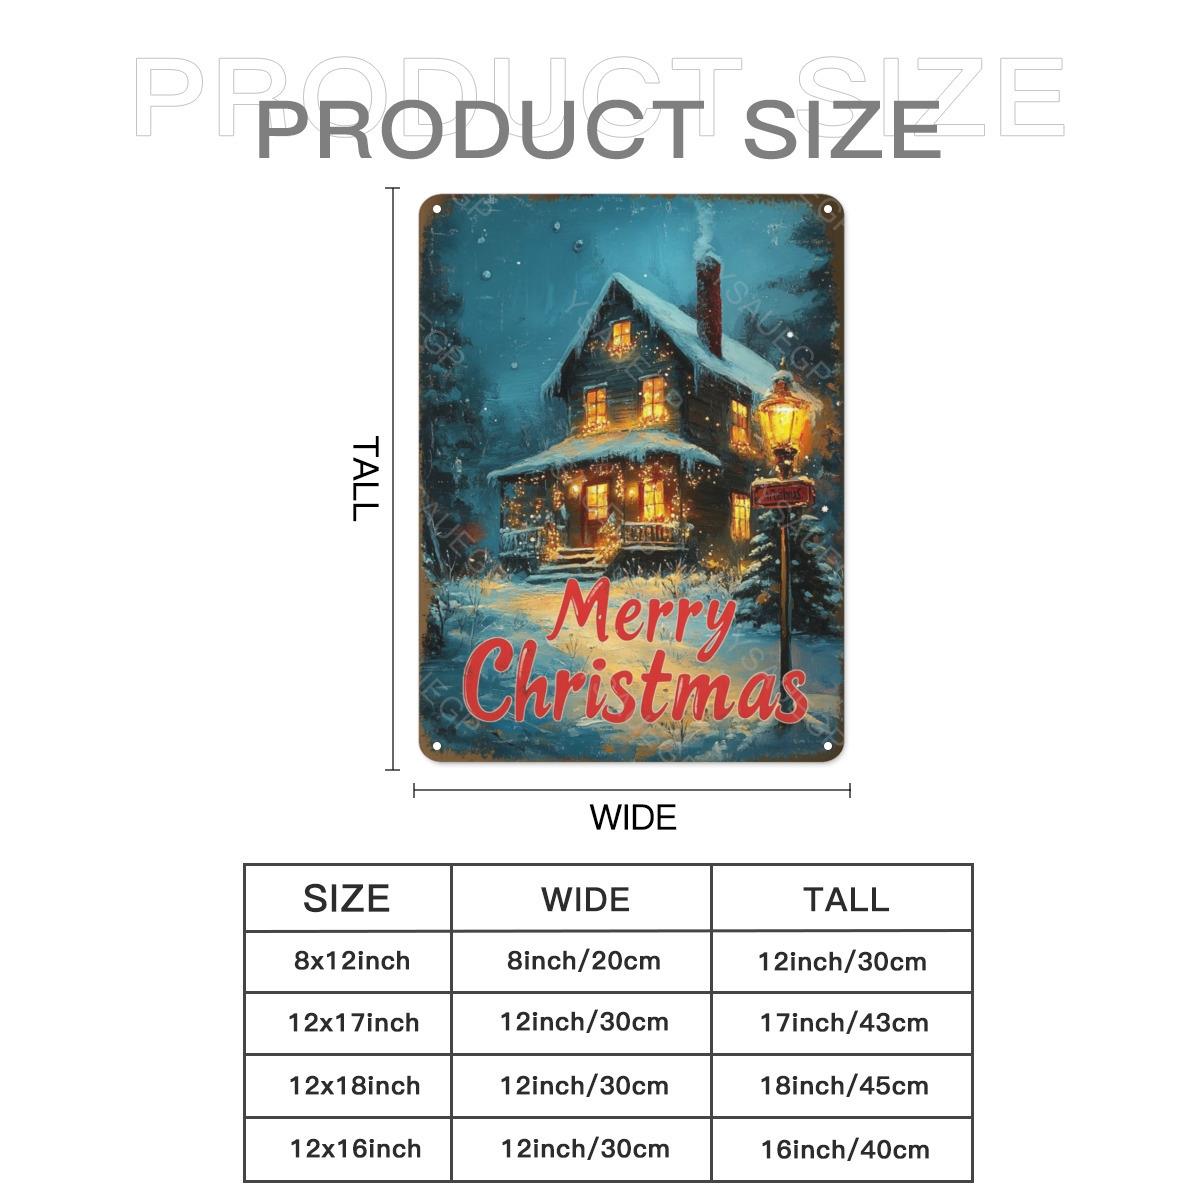 PRODUCT SIZE
PRODUCT SIZE
TALL
YSAUEGP
Merry
Christmas
WIDE
SIZE WIDE TALL
8x12inch 8inch/20cm 12inch/30cm
12x17inch 12inch/30cm 17inch/43cm
12x18inch 12inch/30cm 18inch/45cm
12x16inch 12inch/30cm 16inch/40cm